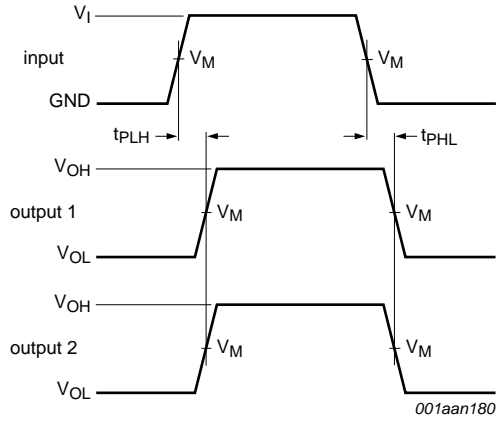 VI
input
VM
VM
GND
tPLH
tPHL
VOH
output 1
VM
VM
VOL
VOH
output 2
VM
VM
VOL
001aan180